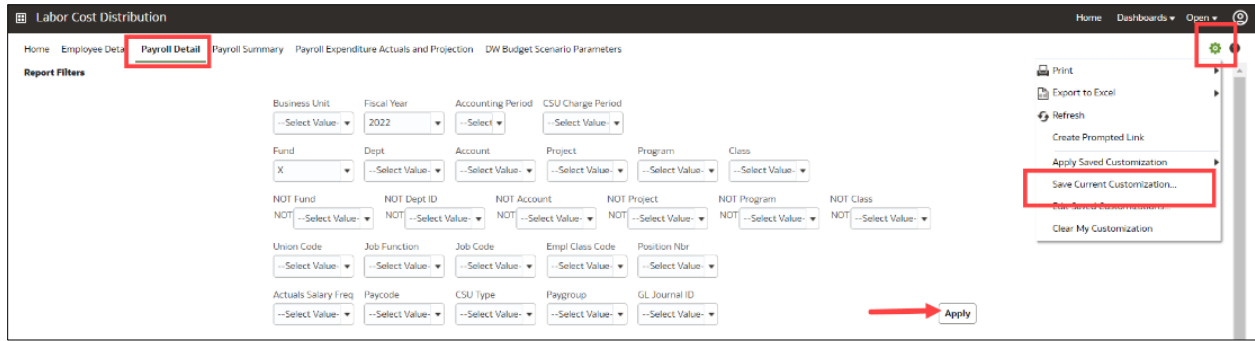 Labor Cost Distribution
Home Dashboards Open
Home Employee Deta Payroll Detail Payroll Summary Payroll Expenditure Actuals and Projection DW Budget Scenario Parameters
Report Filters
Print
Export to Excel
Refresh
Create Prompted Link
Apply Saved Customization
Save Current Customization...
Edit Saved Customizations...
Clear My Customization
Business Unit Fiscal Year Accounting Period CSU Charge Period
--Select Value- 2022 --Select --Select Value-
Fund Dept Account Project Program Class
X --Select Value- --Select Value- --Select Value- --Select Value- --Select Value-
NOT Fund NOT Dept ID NOT Account NOT Project NOT Program NOT Class
NOT --Select Value- NOT --Select Value- NOT --Select Value- NOT --Select Value- NOT --Select Value- NOT --Select Value-
Union Code Job Function Job Code Empl Class Code Position Nbr
--Select Value- --Select Value- --Select Value- --Select Value- --Select Value-
Actuals Salary Freq Paycode CSU Type Paygroup GL Journal ID
--Select Value- --Select Value- --Select Value- --Select Value- --Select Value- Apply